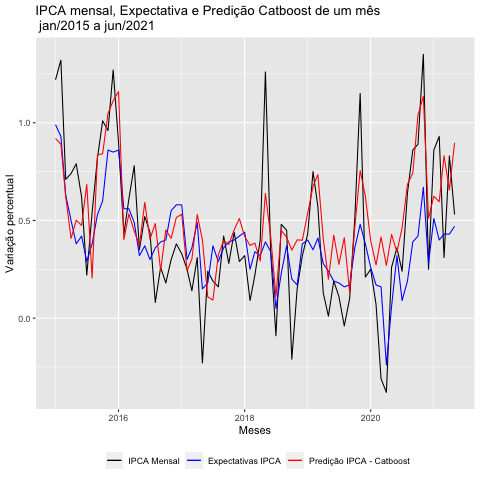 IPCA mensal, Expectativa e Predição Catboost de um mês
jan/2015 a jun/2021
Variação percentual
1.0
0.5
0.0
2016
2018
2020
Meses
IPCA Mensal
Expectativas IPCA
Predição IPCA - Catboost